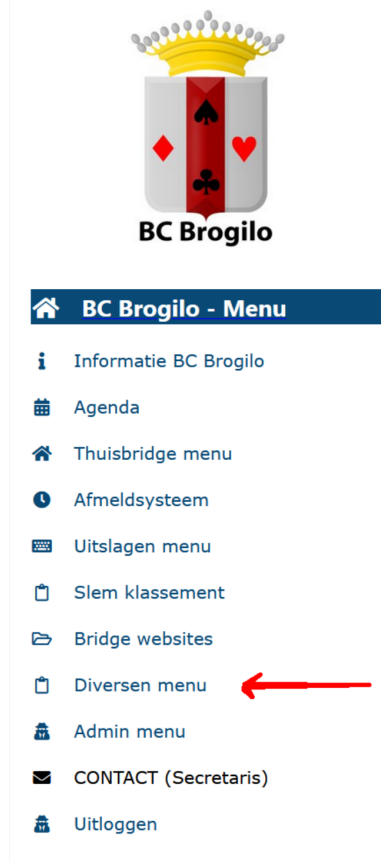 BC Brogilo
BC Brogilo - Menu
Informatie BC Brogilo
Agenda
Thuisbridge menu
Afmeldsysteem
Uitslagen menu
Slem klassement
Bridge websites
Diversen menu
Admin menu
CONTACT (Secretaris)
Uitloggen